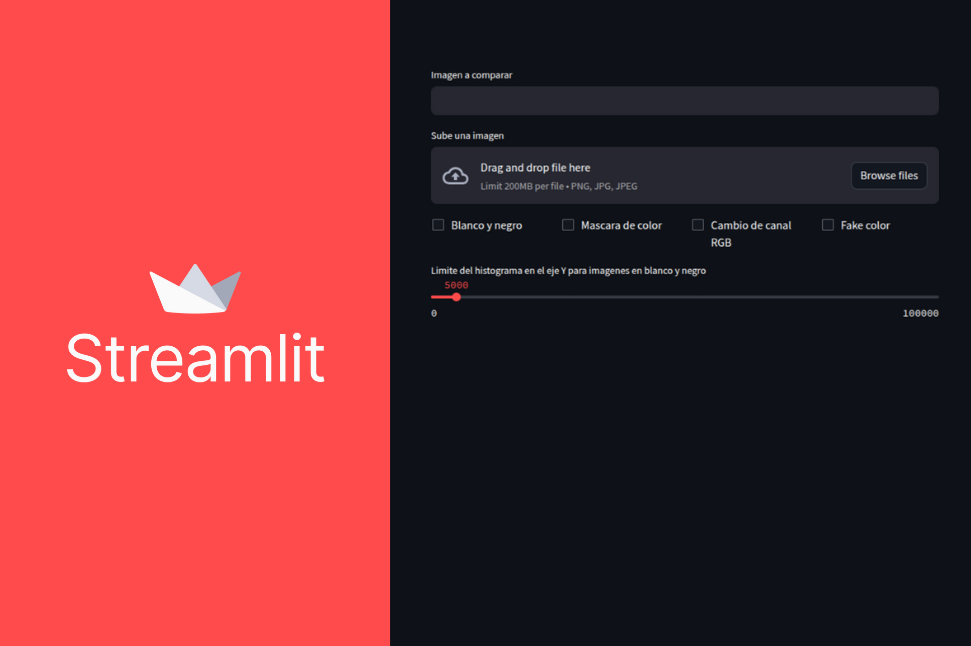 Streamlit
Imagen a comparar
Sube una imagen
Drag and drop file here
Limit 200MB per file • PNG, JPG, JPEG
Browse files
Blanco y negro
Mascara de color
Cambio de canal
RGB
Fake color
Limite del histograma en el eje Y para imagenes en blanco y negro
5000
0
100000